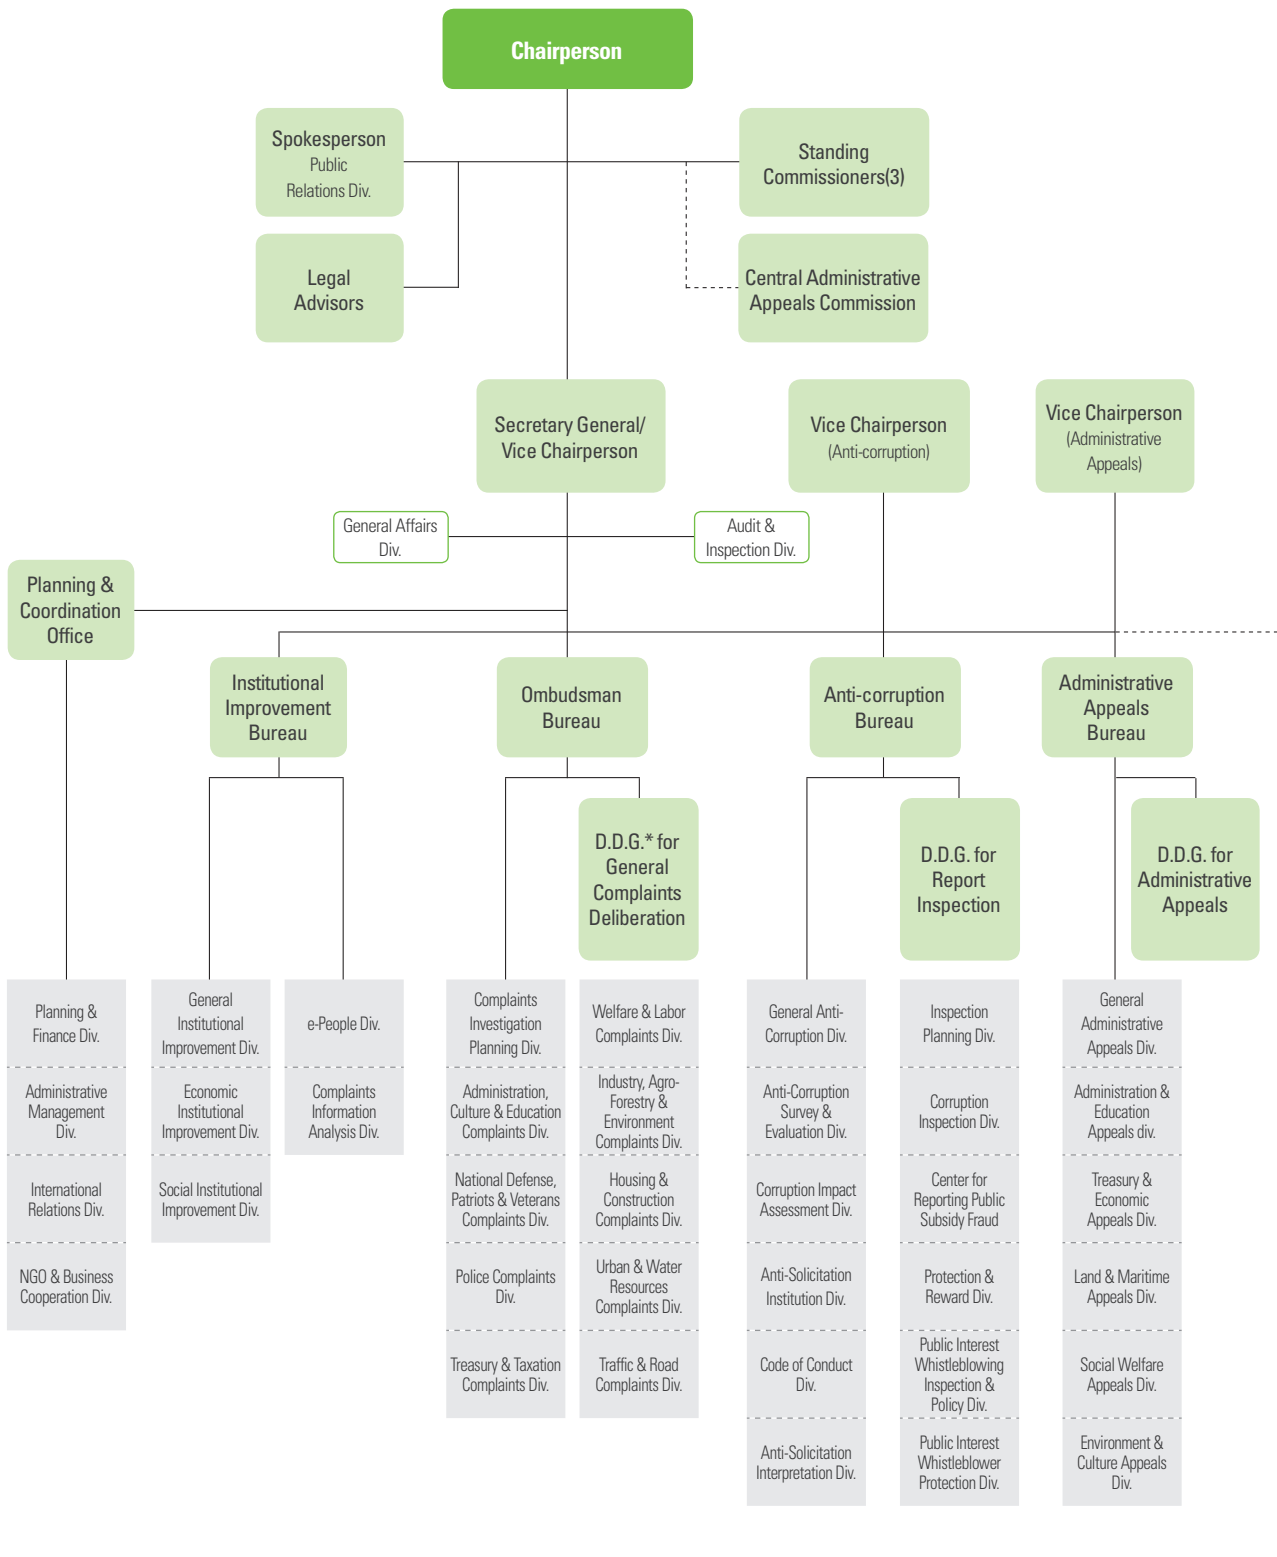 Chairperson
Spokesperson
Public
Relations Div.
Standing
Commissioners(3)
Legal
Advisors
Central Administrative
Appeals Commission
Secretary General/
Vice Chairperson
Vice Chairperson
(Anti-corruption)
Vice Chairperson
(Administrative
Appeals)
General Affairs
Div.
Audit &
Inspection Div.
Planning &
Coordination
Office
Institutional
Improvement
Bureau
Ombudsman
Bureau
Anti-corruption
Bureau
Administrative
Appeals
Bureau
D.D.G.* for
General
Complaints
Deliberation
D.D.G. for
Report
Inspection
D.D.G. for
Administrative
Appeals
Planning &
Finance Div.
Administrative
Management
Div.
International
Relations Div.
NGO & Business
Cooperation Div.
General
Institutional
Improvement Div.
Economic
Institutional
Improvement Div.
Social Institutional
Improvement Div.
e-People Div.
Complaints
Information
Analysis Div.
Complaints
Investigation
Planning Div.
Administration,
Culture & Education
Complaints Div.
National Defense,
Patriots & Veterans
Complaints Div.
Police Complaints
Div.
Treasury & Taxation
Complaints Div.
Welfare & Labor
Complaints Div.
Industry, Agro-
Forestry &
Environment
Complaints Div.
Housing &
Construction
Complaints Div.
Urban & Water
Resources
Complaints Div.
Traffic & Road
Complaints Div.
General Anti-
Corruption Div.
Anti-Corruption
Survey &
Evaluation Div.
Corruption Impact
Assessment Div.
Anti-Solicitation
Institution Div.
Code of Conduct
Div.
Anti-Solicitation
Interpretation Div.
Inspection
Planning Div.
Corruption
Inspection Div.
Center for
Reporting Public
Subsidy Fraud
Protection &
Reward Div.
Public Interest
Whistleblowing
Inspection &
Policy Div.
Public Interest
Whistleblower
Protection Div.
General
Administrative
Appeals Div.
Administration &
Education
Appeals div.
Treasury &
Economic
Appeals Div.
Land & Maritime
Appeals Div.
Social Welfare
Appeals Div.
Environment &
Culture Appeals
Div.